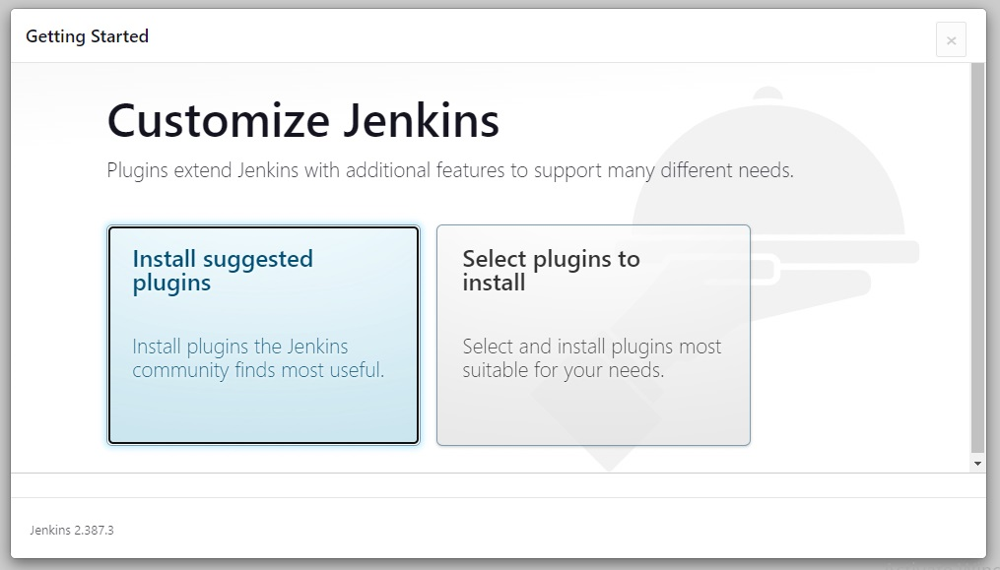 Getting Started
×
Customize Jenkins
Plugins extend Jenkins with additional features to support many different needs.
Install suggested
plugins
Install plugins the Jenkins
community finds most useful.
Select plugins to
install
Select and install plugins most
suitable for your needs.
Jenkins 2.387.3